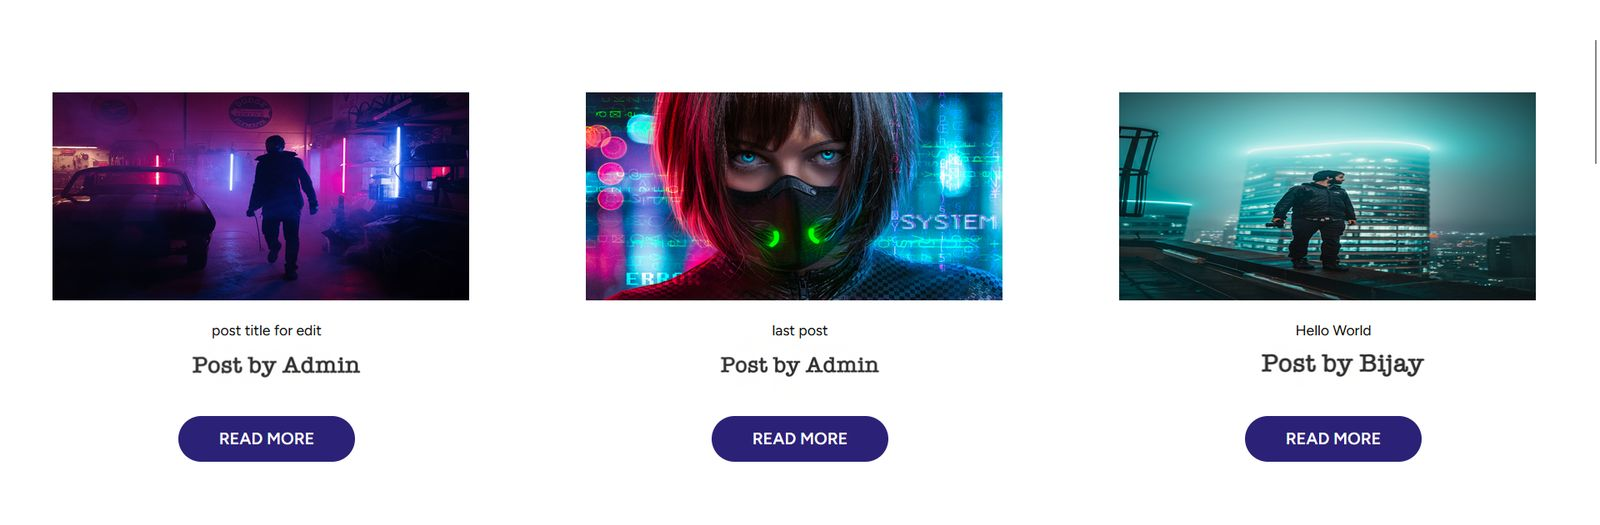 SYSTEM
post title for edit
last post
Hello World
Post by Admin
Post by Admin
Post by Bijay
READ MORE
READ MORE
READ MORE